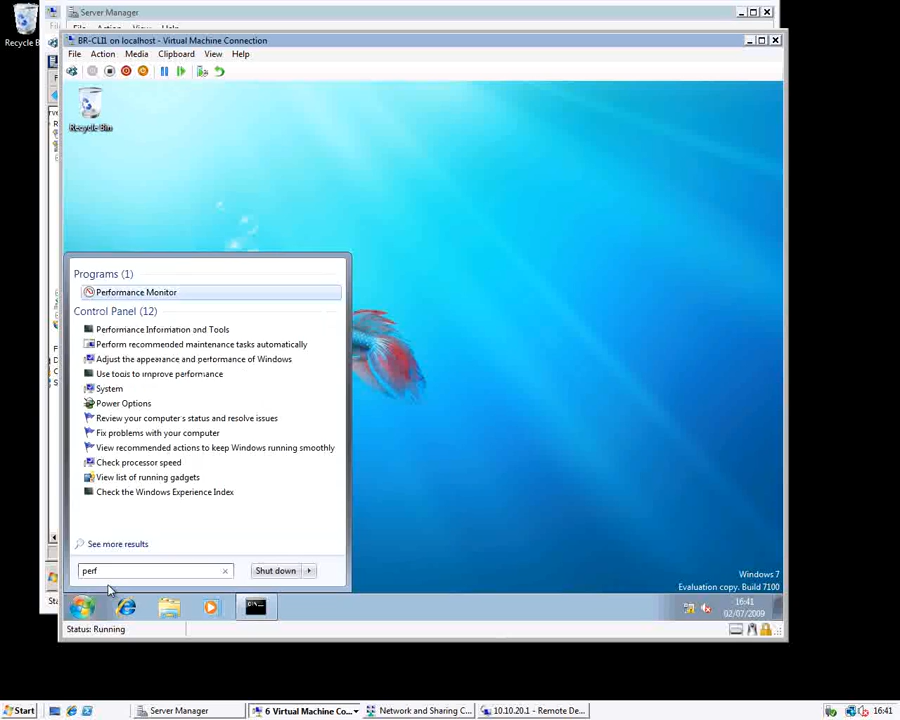 Server Manager
Recycle B
BR-CLI1 on localhost - Virtual Machine Connection
File Action Media Clipboard View Help
Recycle Bin
Programs (1)
Performance Monitor
Control Panel (12)
Performance Information and Tools
Perform recommended maintenance tasks automatically
Adjust the appearance and performance of Windows
Use tools to improve performance
System
Power Options
Review your computer's status and resolve issues
Fix problems with your computer
View recommended actions to keep Windows running smoothly
Check processor speed
View list of running gadgets
Check the Windows Experience Index
See more results
perf
Shut down
Windows 7
Evaluation copy. Build 7100
16:41
02/07/2009
Status: Running
Start
Server Manager
6 Virtual Machine Co...
Network and Sharing C...
10.10.20.1 - Remote De...
16:41